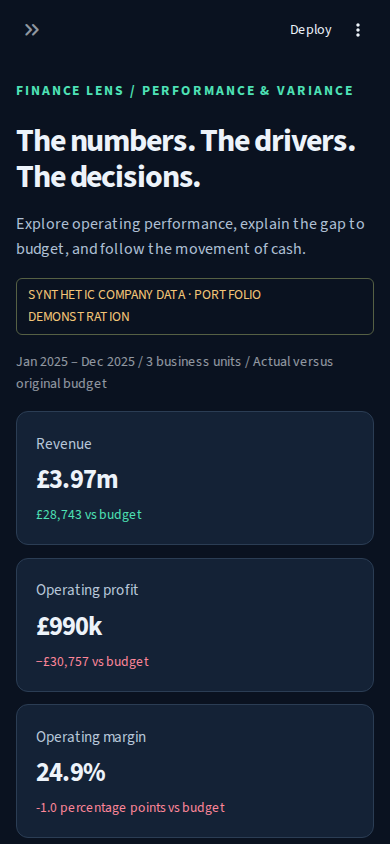 Deploy
FINANCE LENS / PERFORMANCE & VARIANCE
The numbers. The drivers.
The decisions.
Explore operating performance, explain the gap to
budget, and follow the movement of cash.
SYNTHETIC COMPANY DATA · PORTFOLIO
DEMONSTRATION
Jan 2025 – Dec 2025 / 3 business units / Actual versus
original budget
Revenue
£3.97m
£28,743 vs budget
Operating profit
£990k
−£30,757 vs budget
Operating margin
24.9%
-1.0 percentage points vs budget